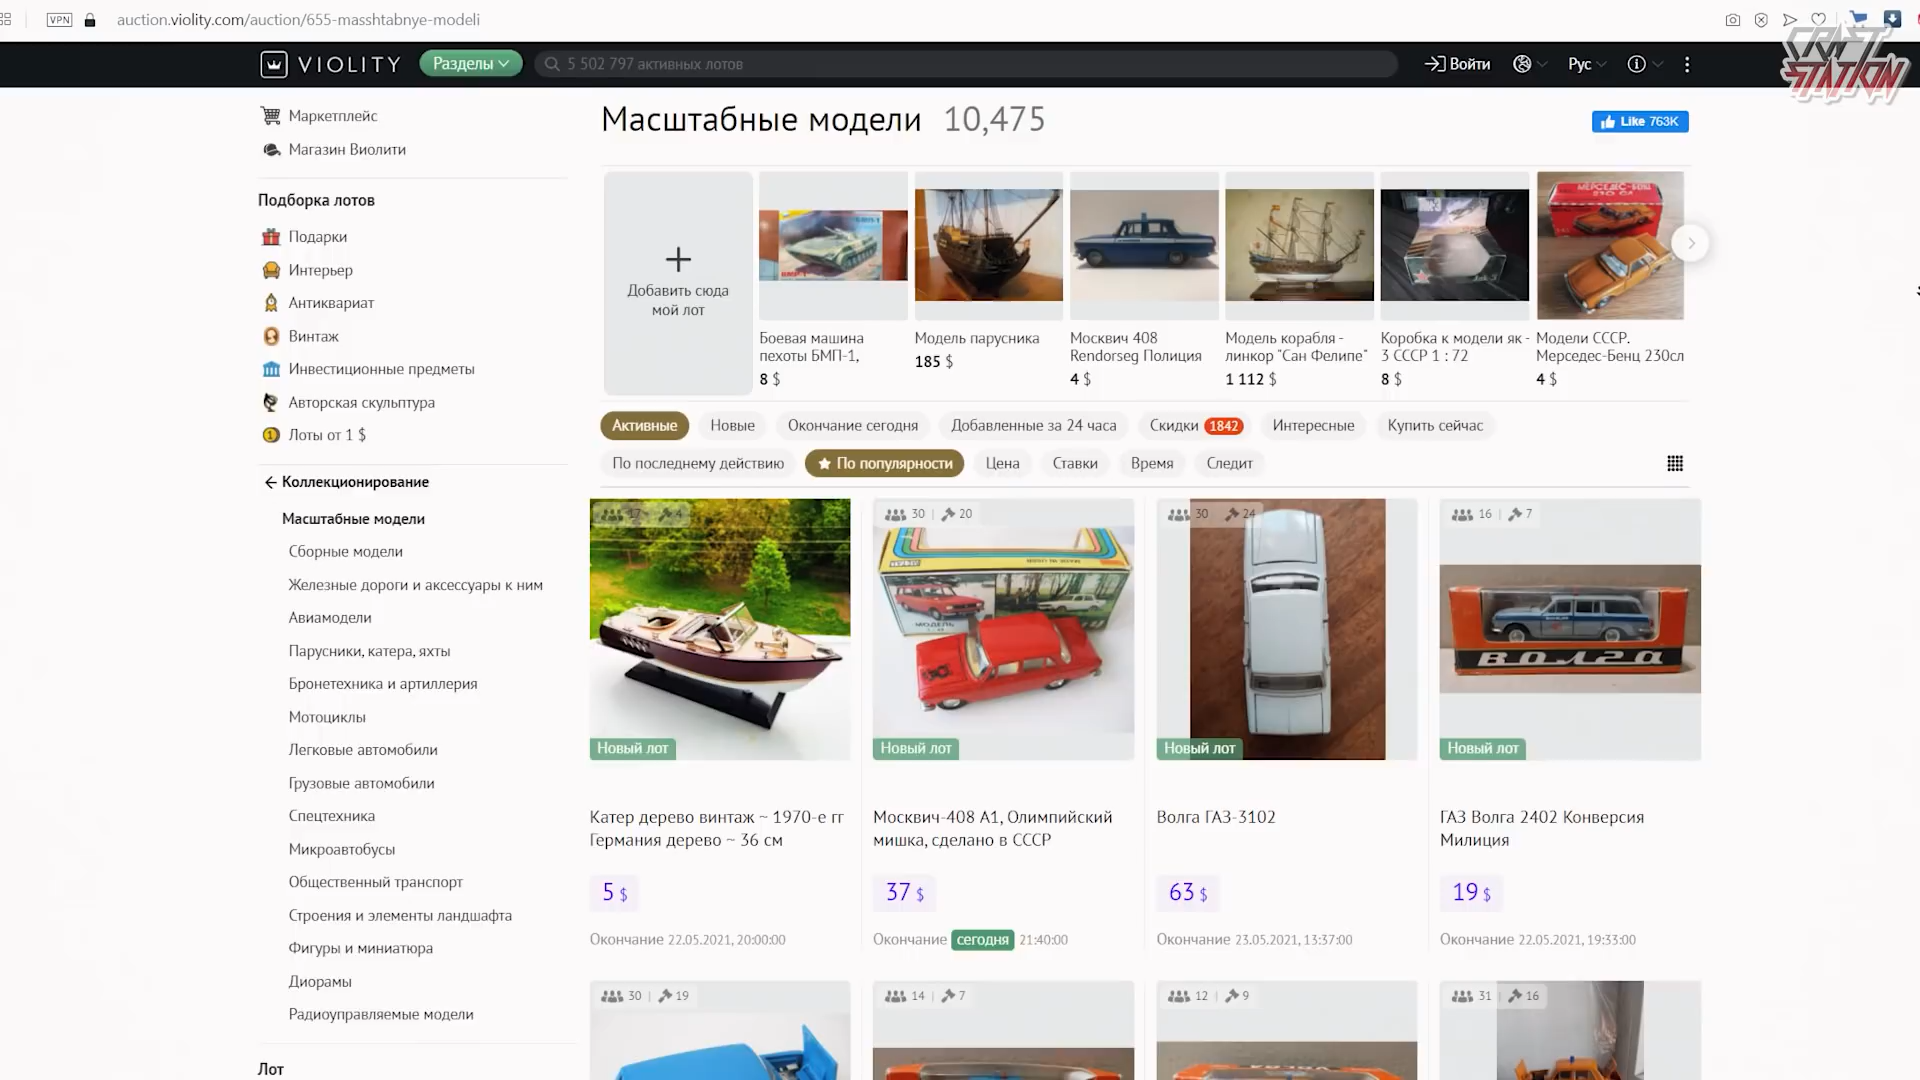 VPN auction.violity.com/auction/655-masshtabnye-modeli
CRAFT STATION
VIOLITY Разделы 5 502 797 активных лотов Войти Рус
Маркетплейс
Магазин Виолити
Подборка лотов
Подарки
Интерьер
Антиквариат
Винтаж
Инвестиционные предметы
Авторская скульптура
Лоты от 1 $
Коллекционирование
Масштабные модели
Сборные модели
Железные дороги и аксессуары к ним
Авиамодели
Парусники, катера, яхты
Бронетехника и артиллерия
Мотоциклы
Легковые автомобили
Грузовые автомобили
Спецтехника
Микроавтобусы
Общественный транспорт
Строения и элементы ландшафта
Фигуры и миниатюра
Диорамы
Радиоуправляемые модели
Лот
Масштабные модели 10,475
Like 763K
Добавить сюда
мой лот
Боевая машина
пехоты БМП-1,
8 $
Модель парусника
185 $
Москвич 408
Rendorseg Полиция
4 $
Модель корабля -
линкор "Сан Фелипе"
1 112 $
Коробка к модели як -
3 СССР 1 : 72
8 $
Модели СССР.
Мерседес-Бенц 230сл
4 $
Активные Новые Окончание сегодня Добавленные за 24 часа Скидки 1842 Интересные Купить сейчас
По последнему действию По популярности Цена Ставки Время Следит
17 | 4
Новый лот
Катер дерево винтаж ~ 1970-е гг
Германия дерево ~ 36 см
5 $
Окончание 22.05.2021, 20:00:00
30 | 20
Новый лот
Москвич-408 А1, Олимпийский
мишка, сделано в СССР
37 $
Окончание сегодня 21:40:00
30 24
Новый лот
Волга ГАЗ-3102
63 $
Окончание 23.05.2021, 13:37:00
16 | 7
ВОЛГА
Новый лот
ГАЗ Волга 2402 Конверсия
Милиция
19 $
Окончание 22.05.2021, 19:33:00
30 | 19
14 | 7
12 | 9
31 | 16